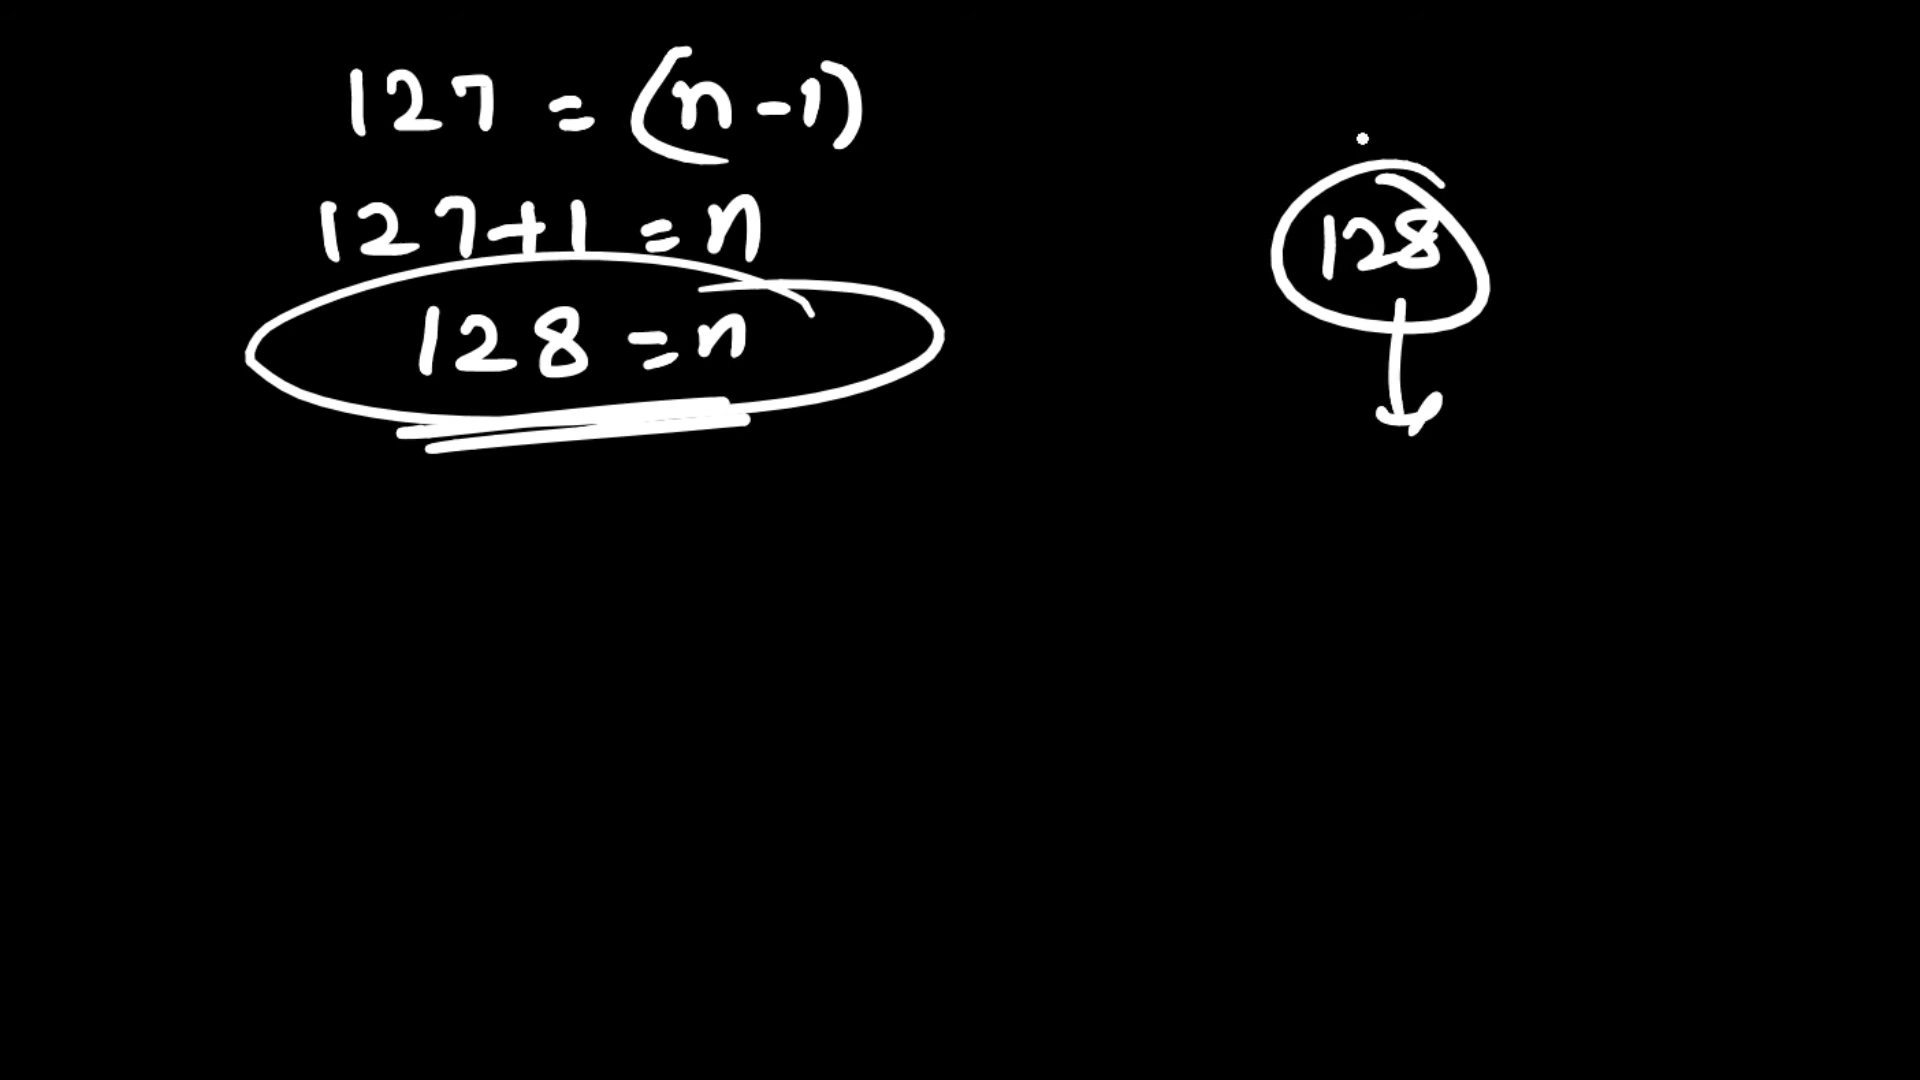 127 = (n-1)
127+1 = n
128 = n
128